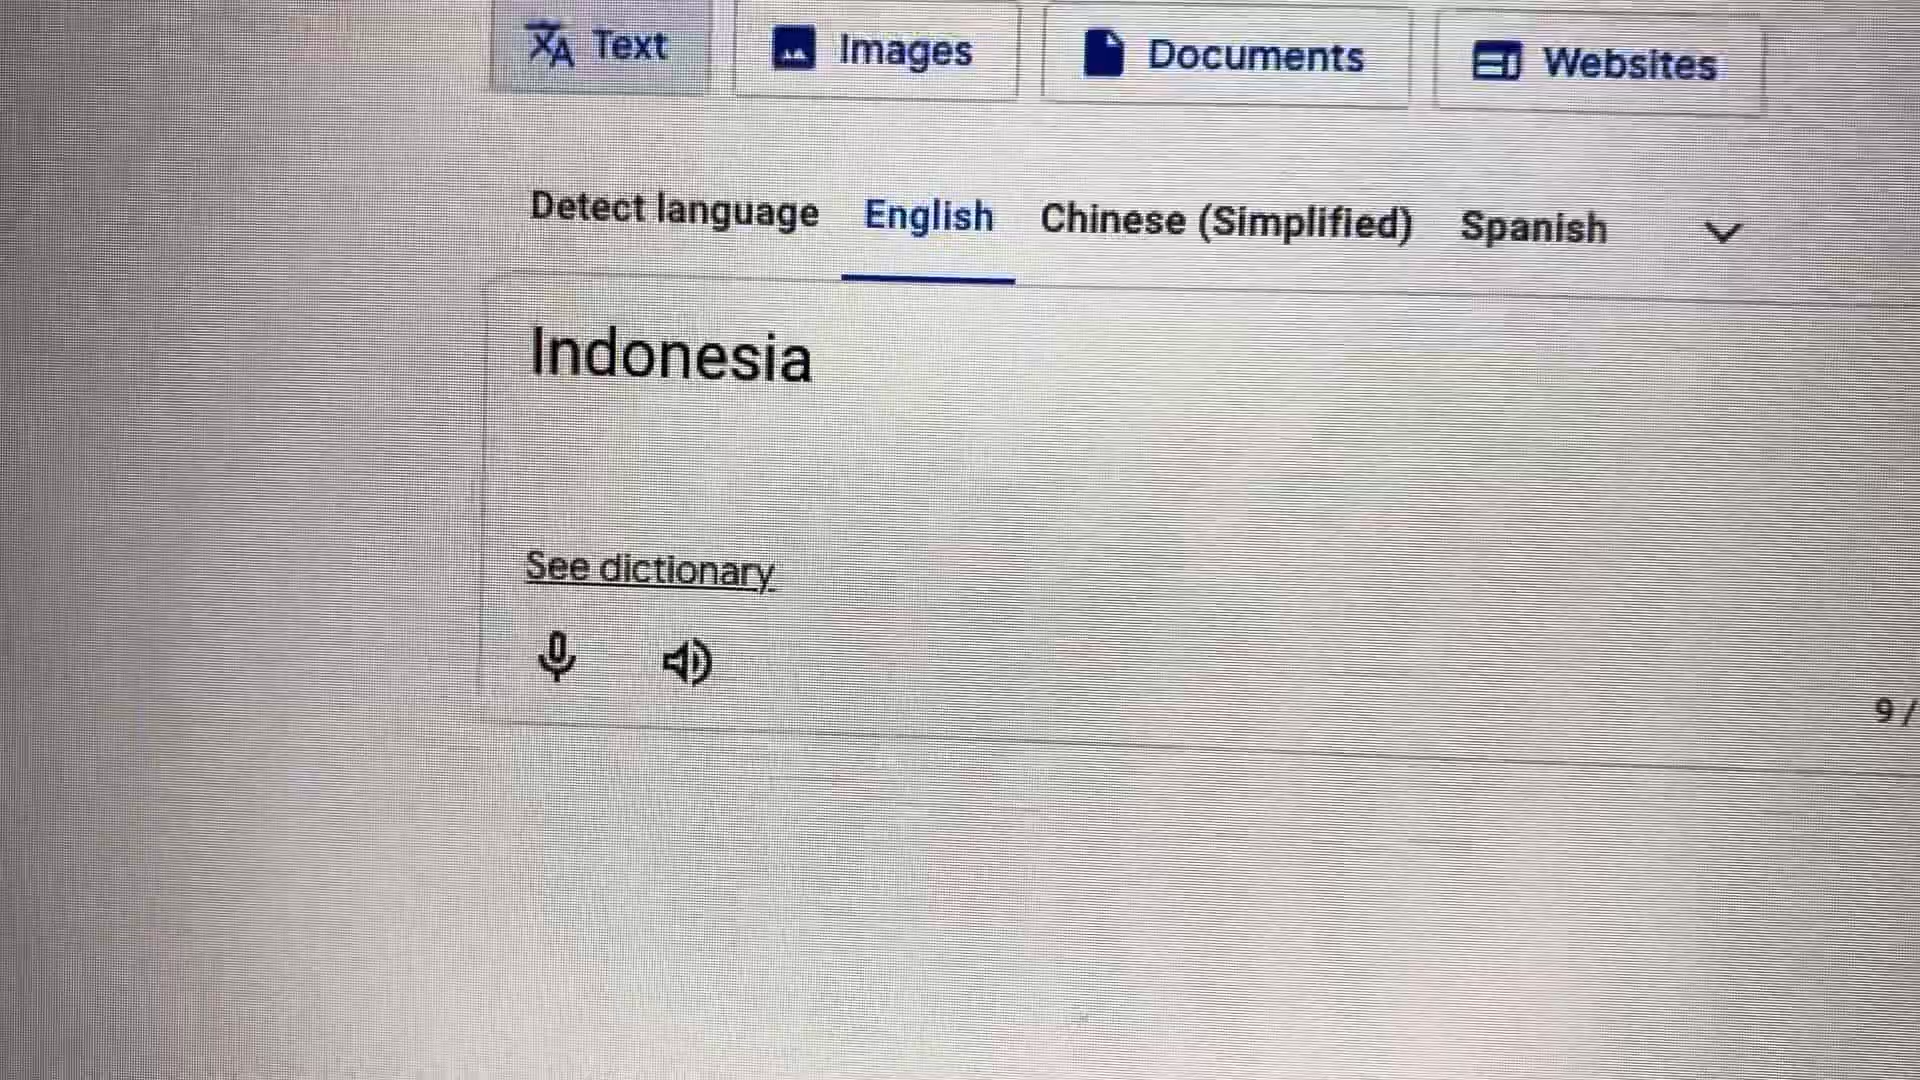 Text Images Documents Websites
Detect language English Chinese (Simplified) Spanish
Indonesia
See dictionary
9 /